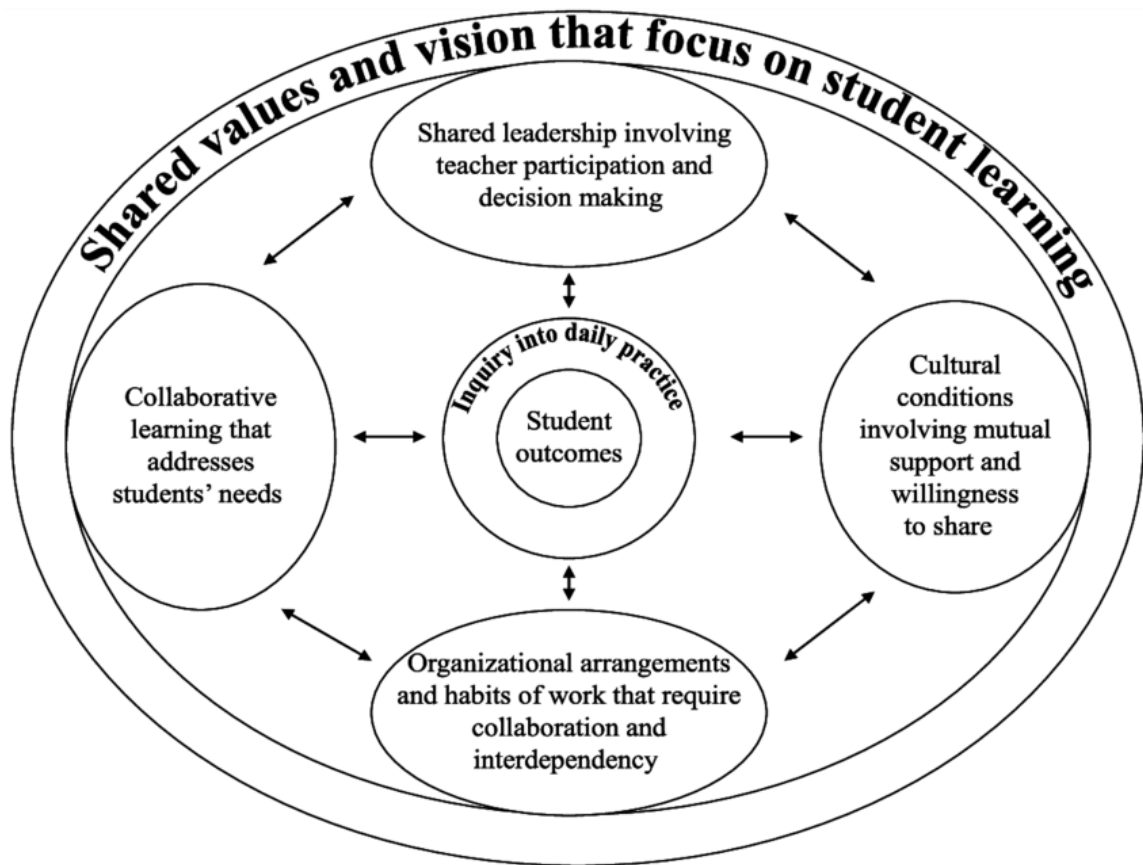 Shared values and vision that focus on student learning
Shared leadership involving
teacher participation and
decision making
Collaborative
learning that
addresses
students’ needs
Inquiry into daily practice
Student
outcomes
Cultural
conditions
involving mutual
support and
willingness
to share
Organizational arrangements
and habits of work that require
collaboration and
interdependency